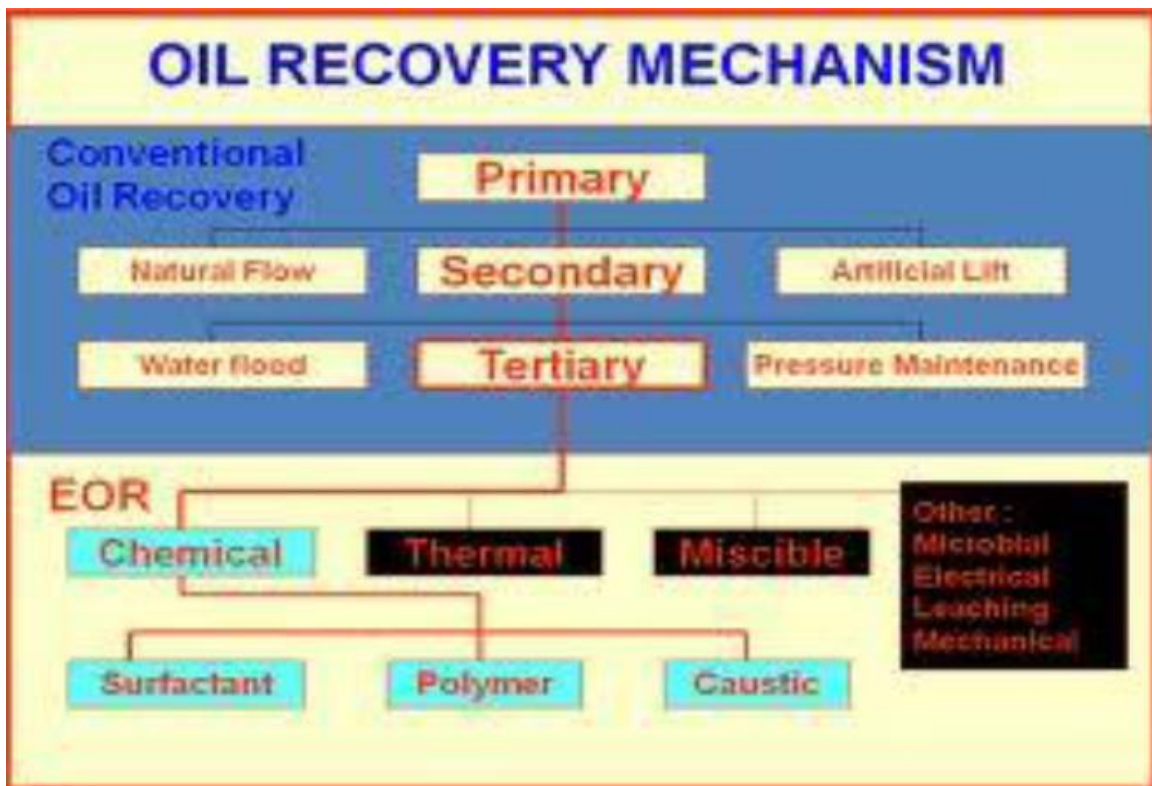 OIL RECOVERY MECHANISM
Conventional
Oil Recovery
Primary
Natural Flow
Secondary
Artificial Lift
Water flood
Tertiary
Pressure Maintenance
EOR
Chemical
Thermal
Miscible
Other :
Microbial
Electrical
Leaching
Mechanical
Surfactant
Polymer
Caustic